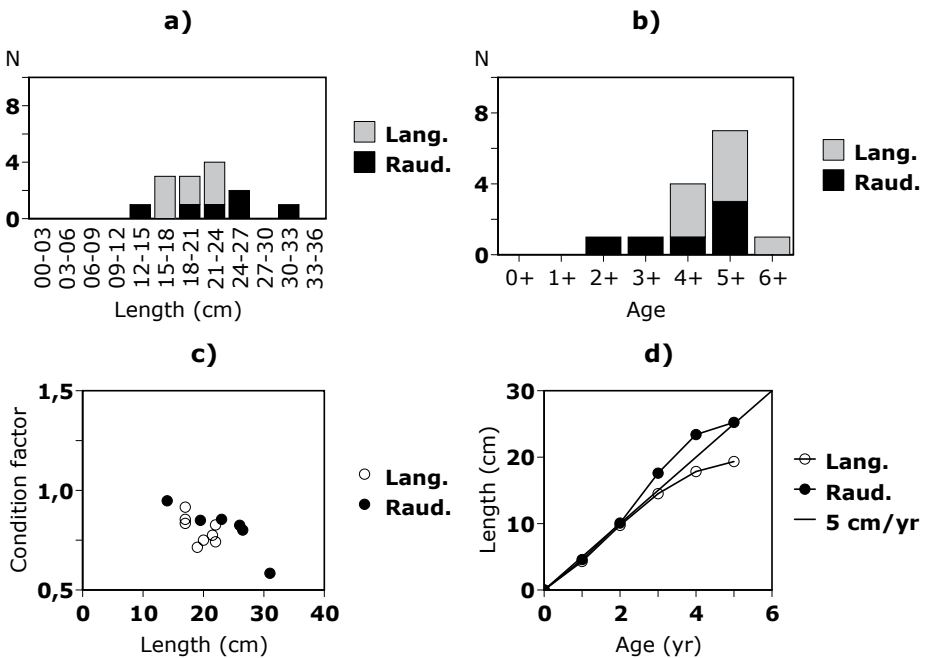 a)
N
8
4
0
00-03
03-06
06-09
09-12
12-15
15-18
18-21
21-24
24-27
27-30
30-33
33-36
Length (cm)
Lang.
Raud.
b)
N
8
4
0
0+ 1+ 2+ 3+ 4+ 5+ 6+
Age
Lang.
Raud.
c)
Condition factor
1,5
1,0
0,5
0 10 20 30 40
Length (cm)
Lang.
Raud.
d)
Length (cm)
30
20
10
0
0 2 4 6
Age (yr)
Lang.
Raud.
5 cm/yr